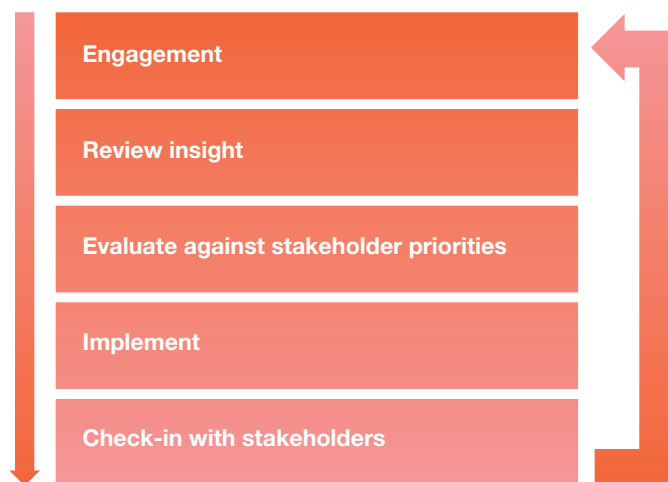 Engagement
Review insight
Evaluate against stakeholder priorities
Implement
Check-in with stakeholders